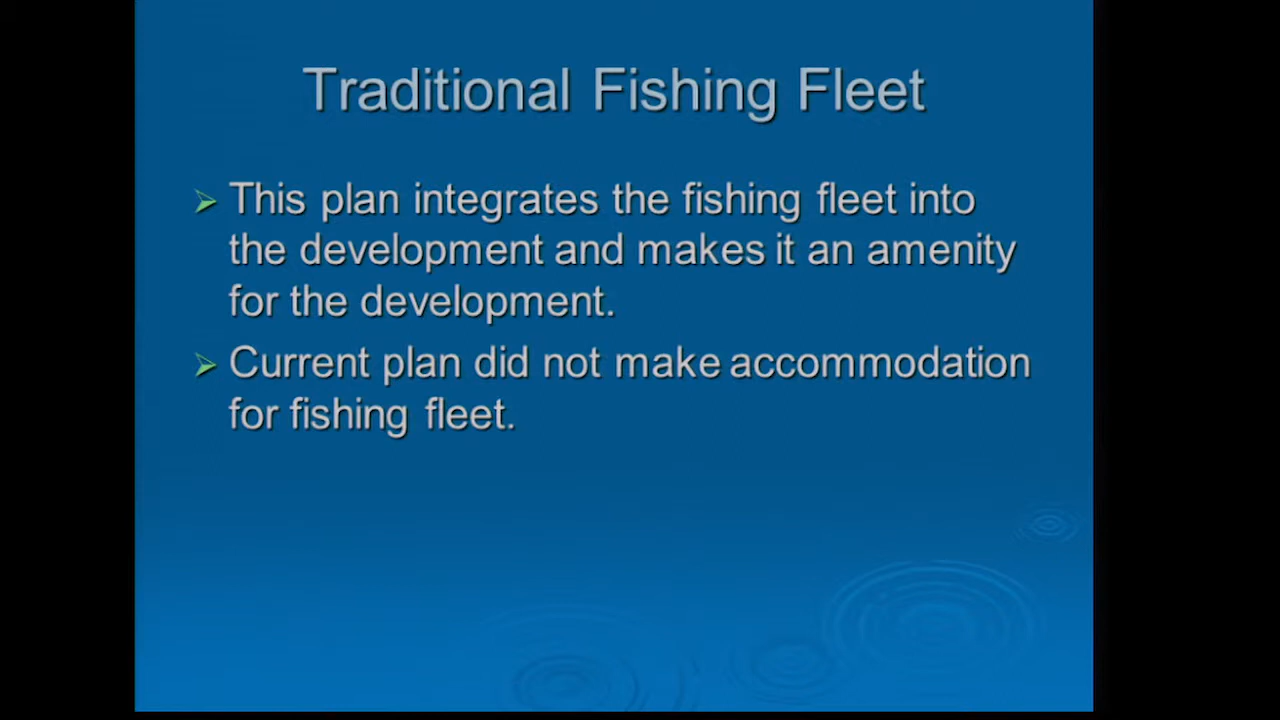 Traditional Fishing Fleet
This plan integrates the fishing fleet into
the development and makes it an amenity
for the development.
Current plan did not make accommodation
for fishing fleet.